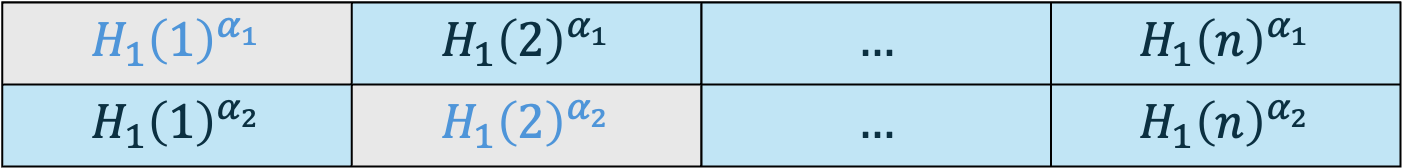 H₁(1)^α₁ H₁(2)^α₁ ... H₁(n)^α₁
H₁(1)^α₂ H₁(2)^α₂ ... H₁(n)^α₂